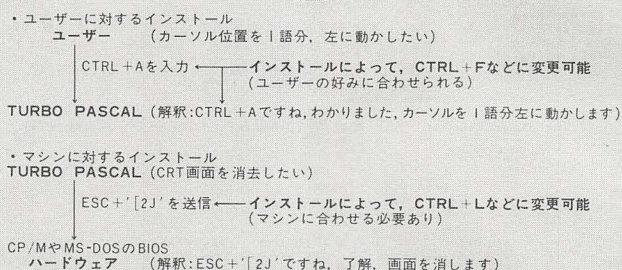 ・ユーザーに対するインストール
ユーザー (カーソル位置を1語分，左に動かしたい)
CTRL+Aを入力 ← インストールによって，CTRL+Fなどに変更可能
(ユーザーの好みに合わせられる)
TURBO PASCAL (解釈:CTRL+Aですね,わかりました,カーソルを1語分左に動かします)
・マシンに対するインストール
TURBO PASCAL (CRT画面を消去したい)
ESC+'[2J'を送信 ← インストールによって，CTRL+Lなどに変更可能
(マシンに合わせる必要あり)
CP/MやMS-DOSのBIOS
ハードウェア (解釈:ESC+'[2J'ですね，了解，画面を消します)